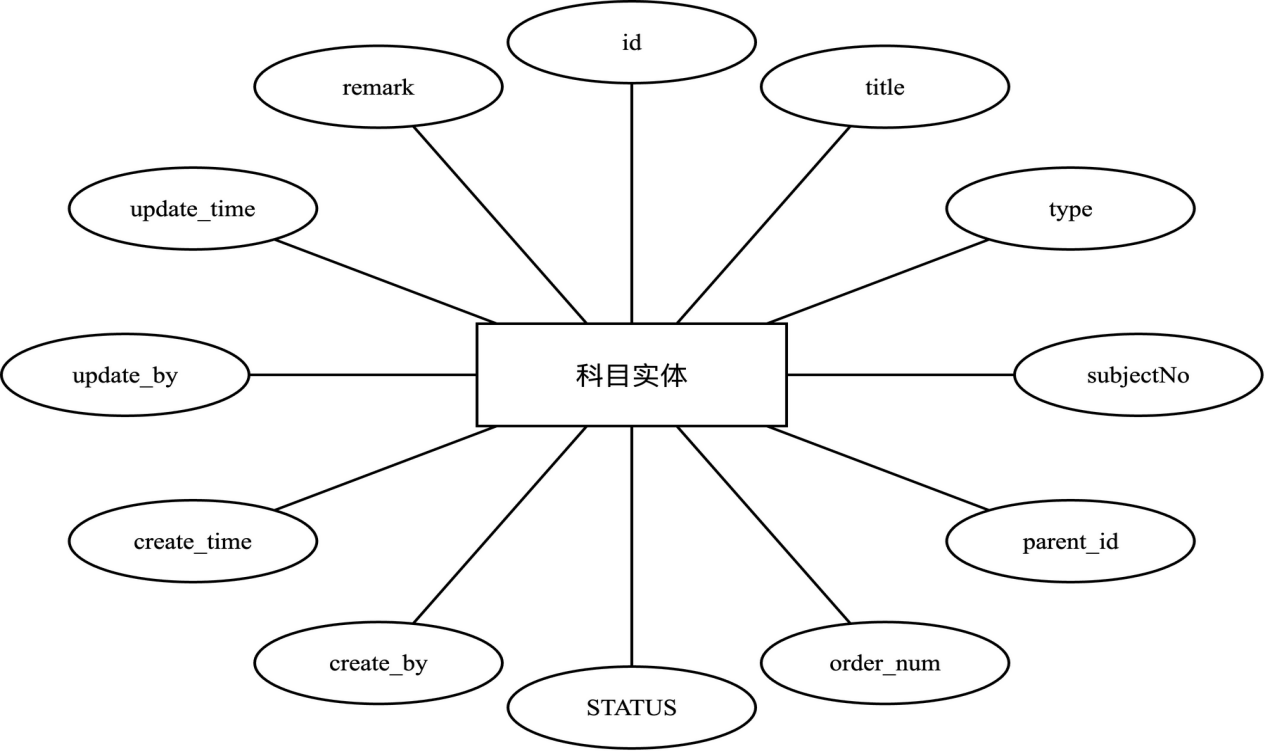 id
remark
title
update_time
type
update_by
科目实体
subjectNo
create_time
parent_id
create_by
order_num
STATUS